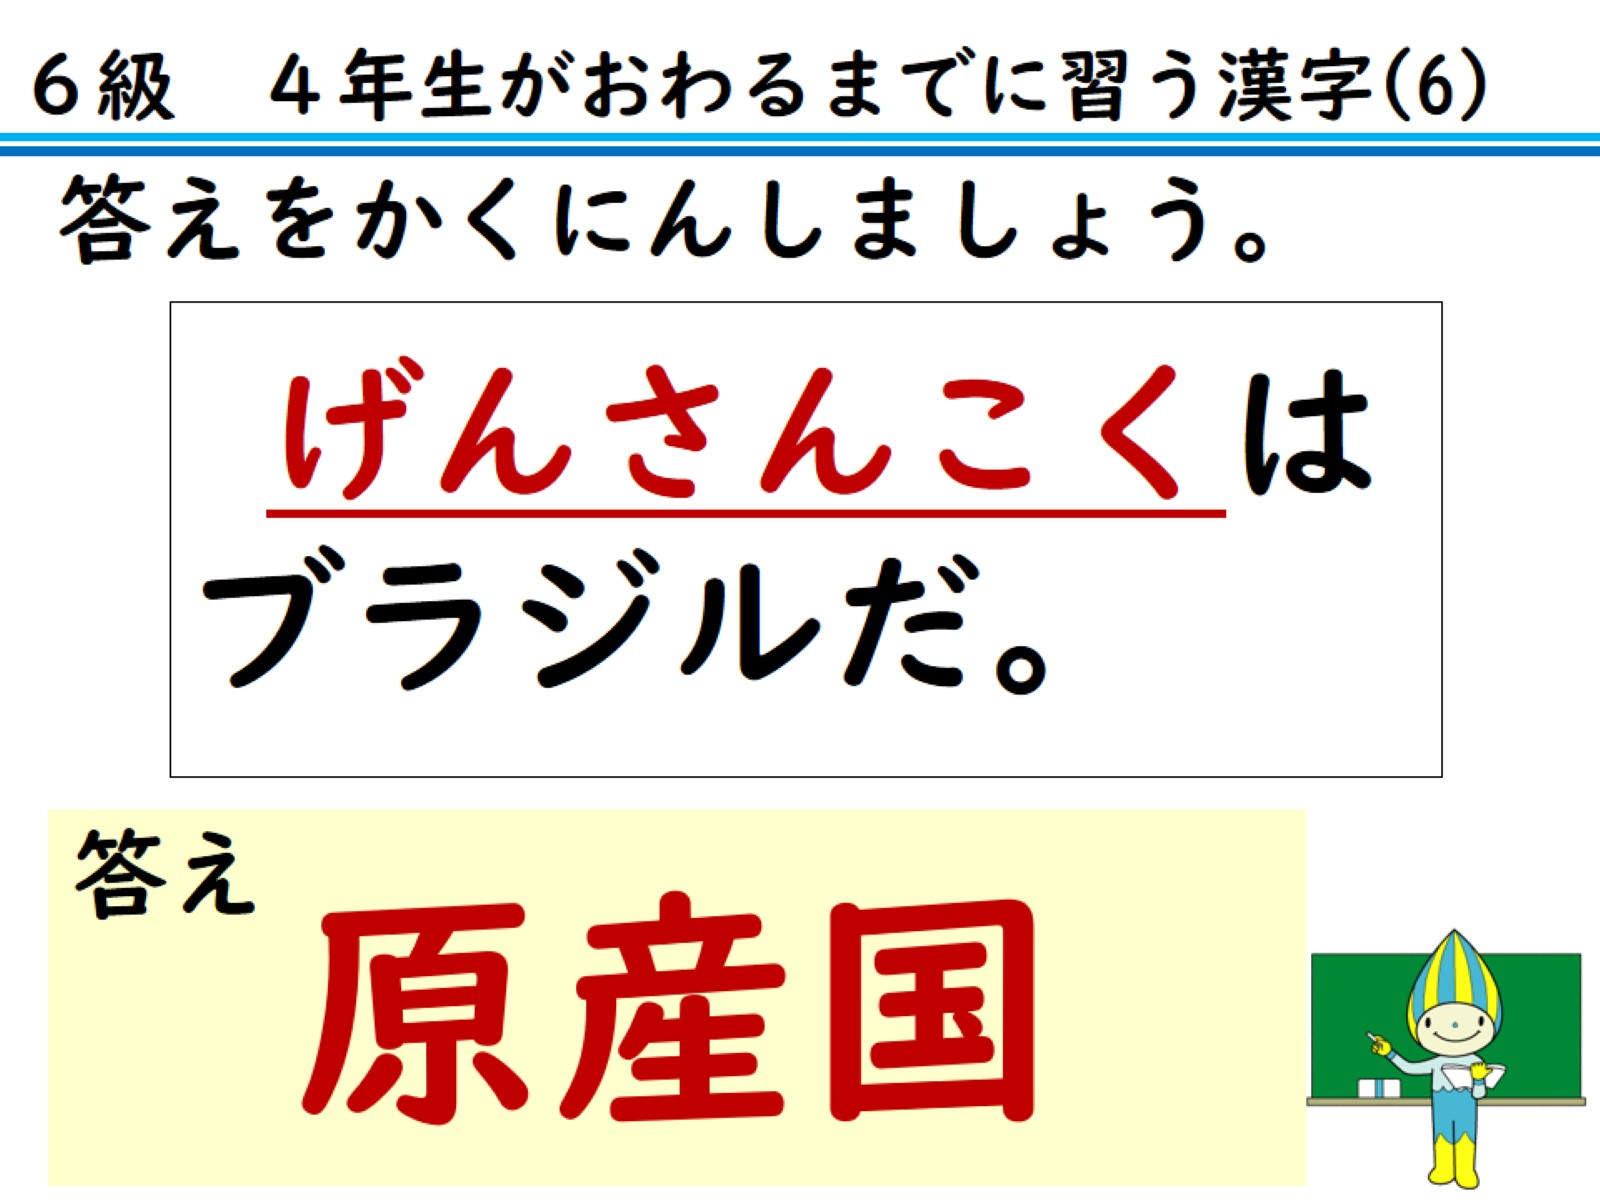 ６級　４年生がおわるまでに習う漢字(6)
答えをかくにんしましょう。
げんさんこくは
ブラジルだ。
答え
原産国